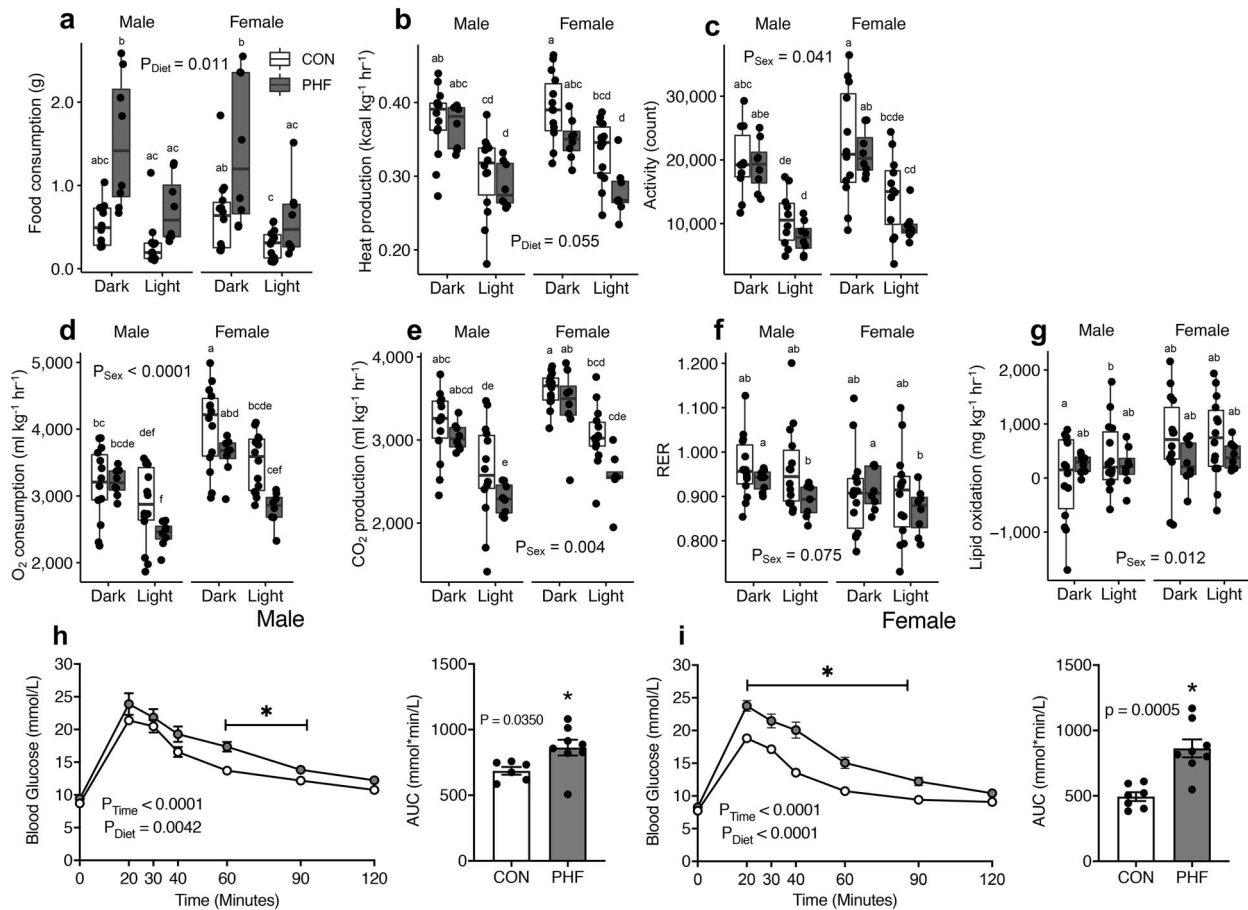 a
Male
Female
P_Diet = 0.011
CON
PHF
Food consumption (g)
2.0
1.0
0.0
abc
b
ac
ac
ab
b
c
ac
Dark
Light
Dark
Light
b
Male
Female
Heat production (kcal kg⁻¹ hr⁻¹)
0.40
0.30
0.20
ab
abc
cd
d
a
abc
bcd
d
P_Diet = 0.055
Dark
Light
Dark
Light
c
Male
Female
P_Sex = 0.041
Activity (count)
30,000
20,000
10,000
abc
abe
de
d
a
ab
bcde
cd
Dark
Light
Dark
Light
d
Male
Female
P_Sex < 0.0001
O₂ consumption (ml kg⁻¹ hr⁻¹)
5,000
4,000
3,000
2,000
bc
bcde
def
f
a
abd
bcde
cef
Dark
Light
Dark
Light
e
Male
Female
CO₂ production (ml kg⁻¹ hr⁻¹)
4,000
3,000
2,000
abc
abcd
de
e
a
ab
bcd
cde
P_Sex = 0.004
Dark
Light
Dark
Light
f
Male
Female
RER
1.200
1.100
1.000
0.900
0.800
ab
a
ab
b
ab
a
ab
b
P_Sex = 0.075
Dark
Light
Dark
Light
g
Male
Female
Lipid oxidation (mg kg⁻¹ hr⁻¹)
2,000
1,000
0
−1,000
a
ab
b
ab
ab
ab
ab
ab
P_Sex = 0.012
Dark
Light
Dark
Light
Male
h
Blood Glucose (mmol/L)
30
25
20
15
10
5
0
*
P_Time < 0.0001
P_Diet = 0.0042
0
20
30
40
60
90
120
Time (Minutes)
AUC (mmol*min/L)
1500
1000
500
0
P = 0.0350
*
CON
PHF
Female
i
Blood Glucose (mmol/L)
30
25
20
15
10
5
0
*
P_Time < 0.0001
P_Diet < 0.0001
0
20
30
40
60
90
120
Time (Minutes)
AUC (mmol*min/L)
1500
1000
500
0
p = 0.0005
*
CON
PHF